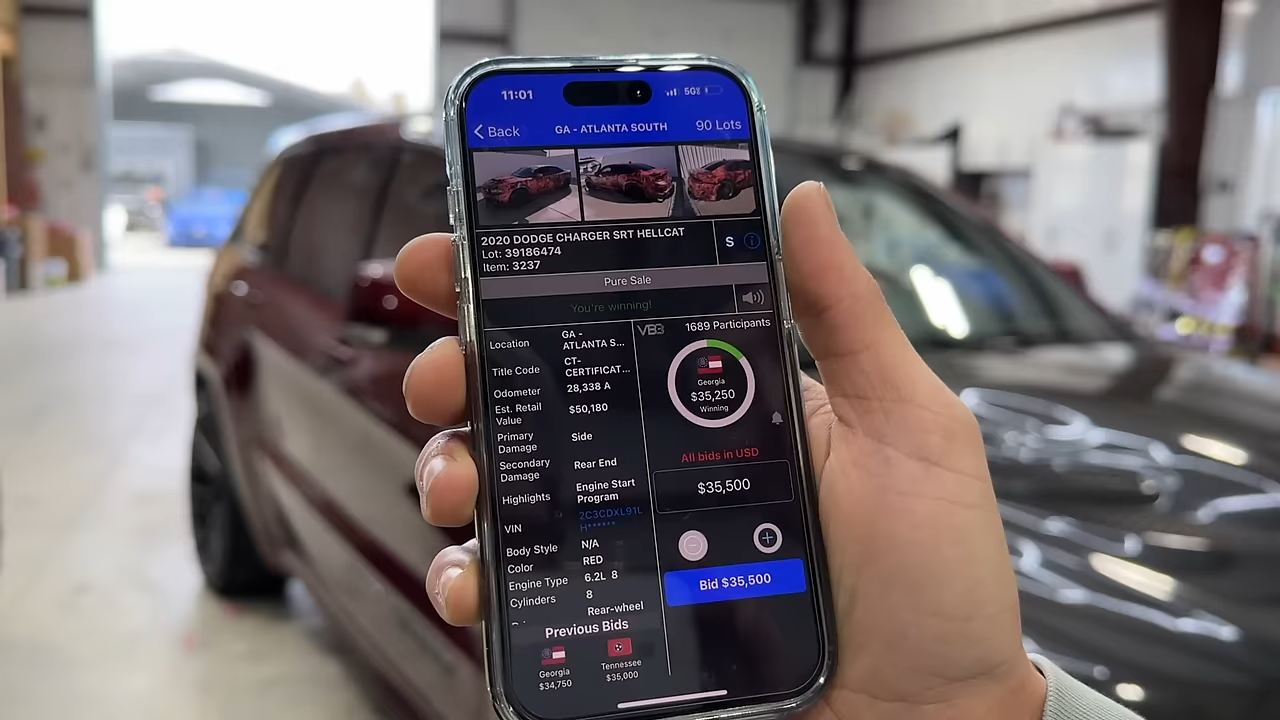 11:01
5G
Back
GA - ATLANTA SOUTH
90 Lots
2020 DODGE CHARGER SRT HELLCAT
Lot: 39186474
Item: 3237
S
Pure Sale
You're winning!
Location
GA -
ATLANTA S...
Title Code
CT-
CERTIFICAT...
Odometer
28,338 A
Est. Retail
Value
$50,180
Primary
Damage
Side
Secondary
Damage
Rear End
Highlights
Engine Start
Program
VIN
2C3CDXL91L
H******
Body Style
N/A
Color
RED
Engine Type
6.2L 8
Cylinders
8
Rear-wheel
Previous Bids
Georgia
$34,750
Tennessee
$35,000
VB3
1689 Participants
Georgia
$35,250
Winning
All bids in USD
$35,500
Bid $35,500